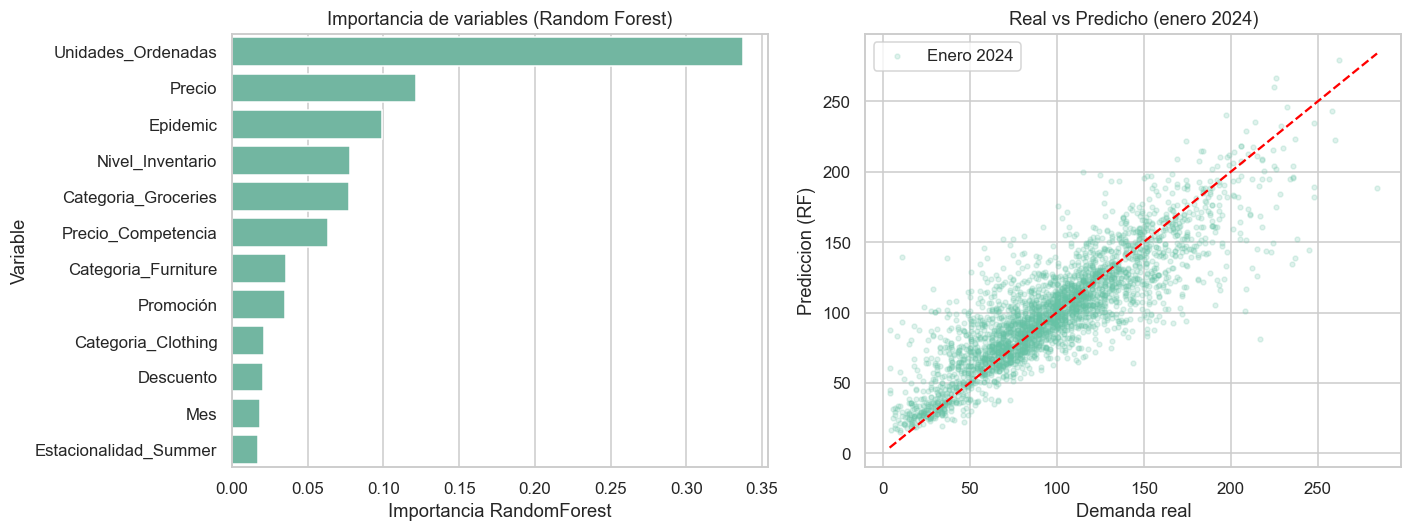 Importancia de variables (Random Forest)
Variable
Unidades_Ordenadas
Precio
Epidemic
Nivel_Inventario
Categoria_Groceries
Precio_Competencia
Categoria_Furniture
Promoción
Categoria_Clothing
Descuento
Mes
Estacionalidad_Summer
0.00 0.05 0.10 0.15 0.20 0.25 0.30 0.35
Importancia RandomForest
Real vs Predicho (enero 2024)
Enero 2024
Prediccion (RF)
250
200
150
100
50
0
0 50 100 150 200 250
Demanda real